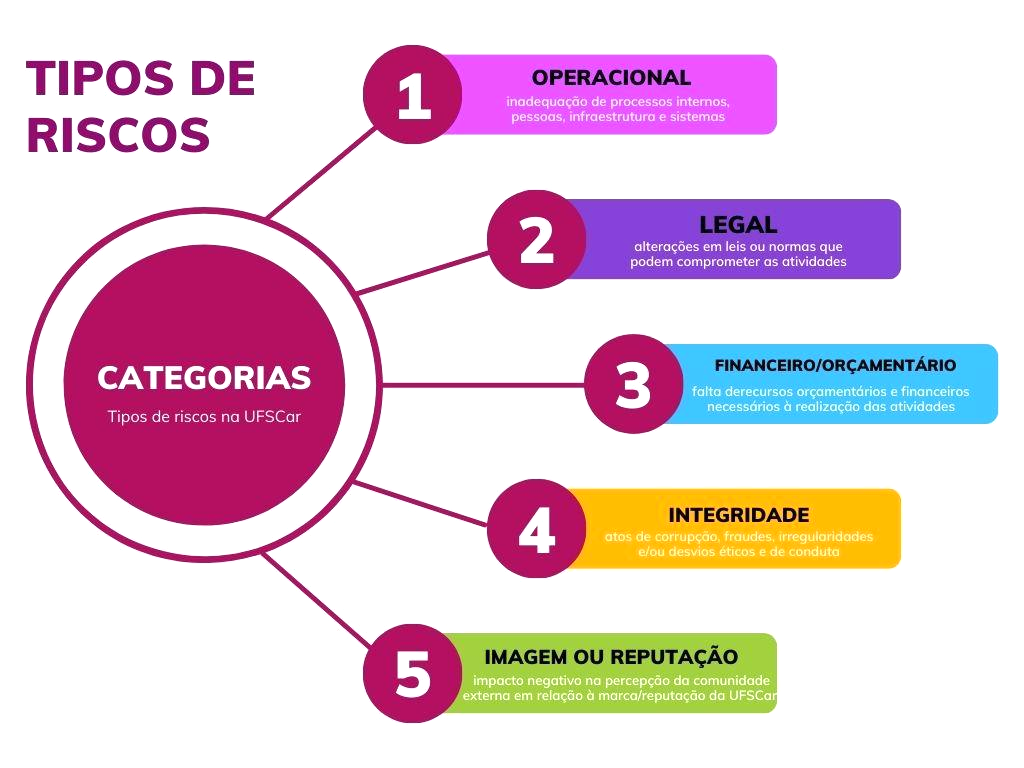 TIPOS DE
RISCOS
CATEGORIAS
Tipos de riscos na UFSCar
1
OPERACIONAL
inadequação de processos internos,
pessoas, infraestrutura e sistemas
2
LEGAL
alterações em leis ou normas que
podem comprometer as atividades
3
FINANCEIRO/ORÇAMENTÁRIO
falta derecursos orçamentários e financeiros
necessários à realização das atividades
4
INTEGRIDADE
atos de corrupção, fraudes, irregularidades
e/ou desvios éticos e de conduta
5
IMAGEM OU REPUTAÇÃO
impacto negativo na percepção da comunidade
externa em relação à marca/reputação da UFSCar